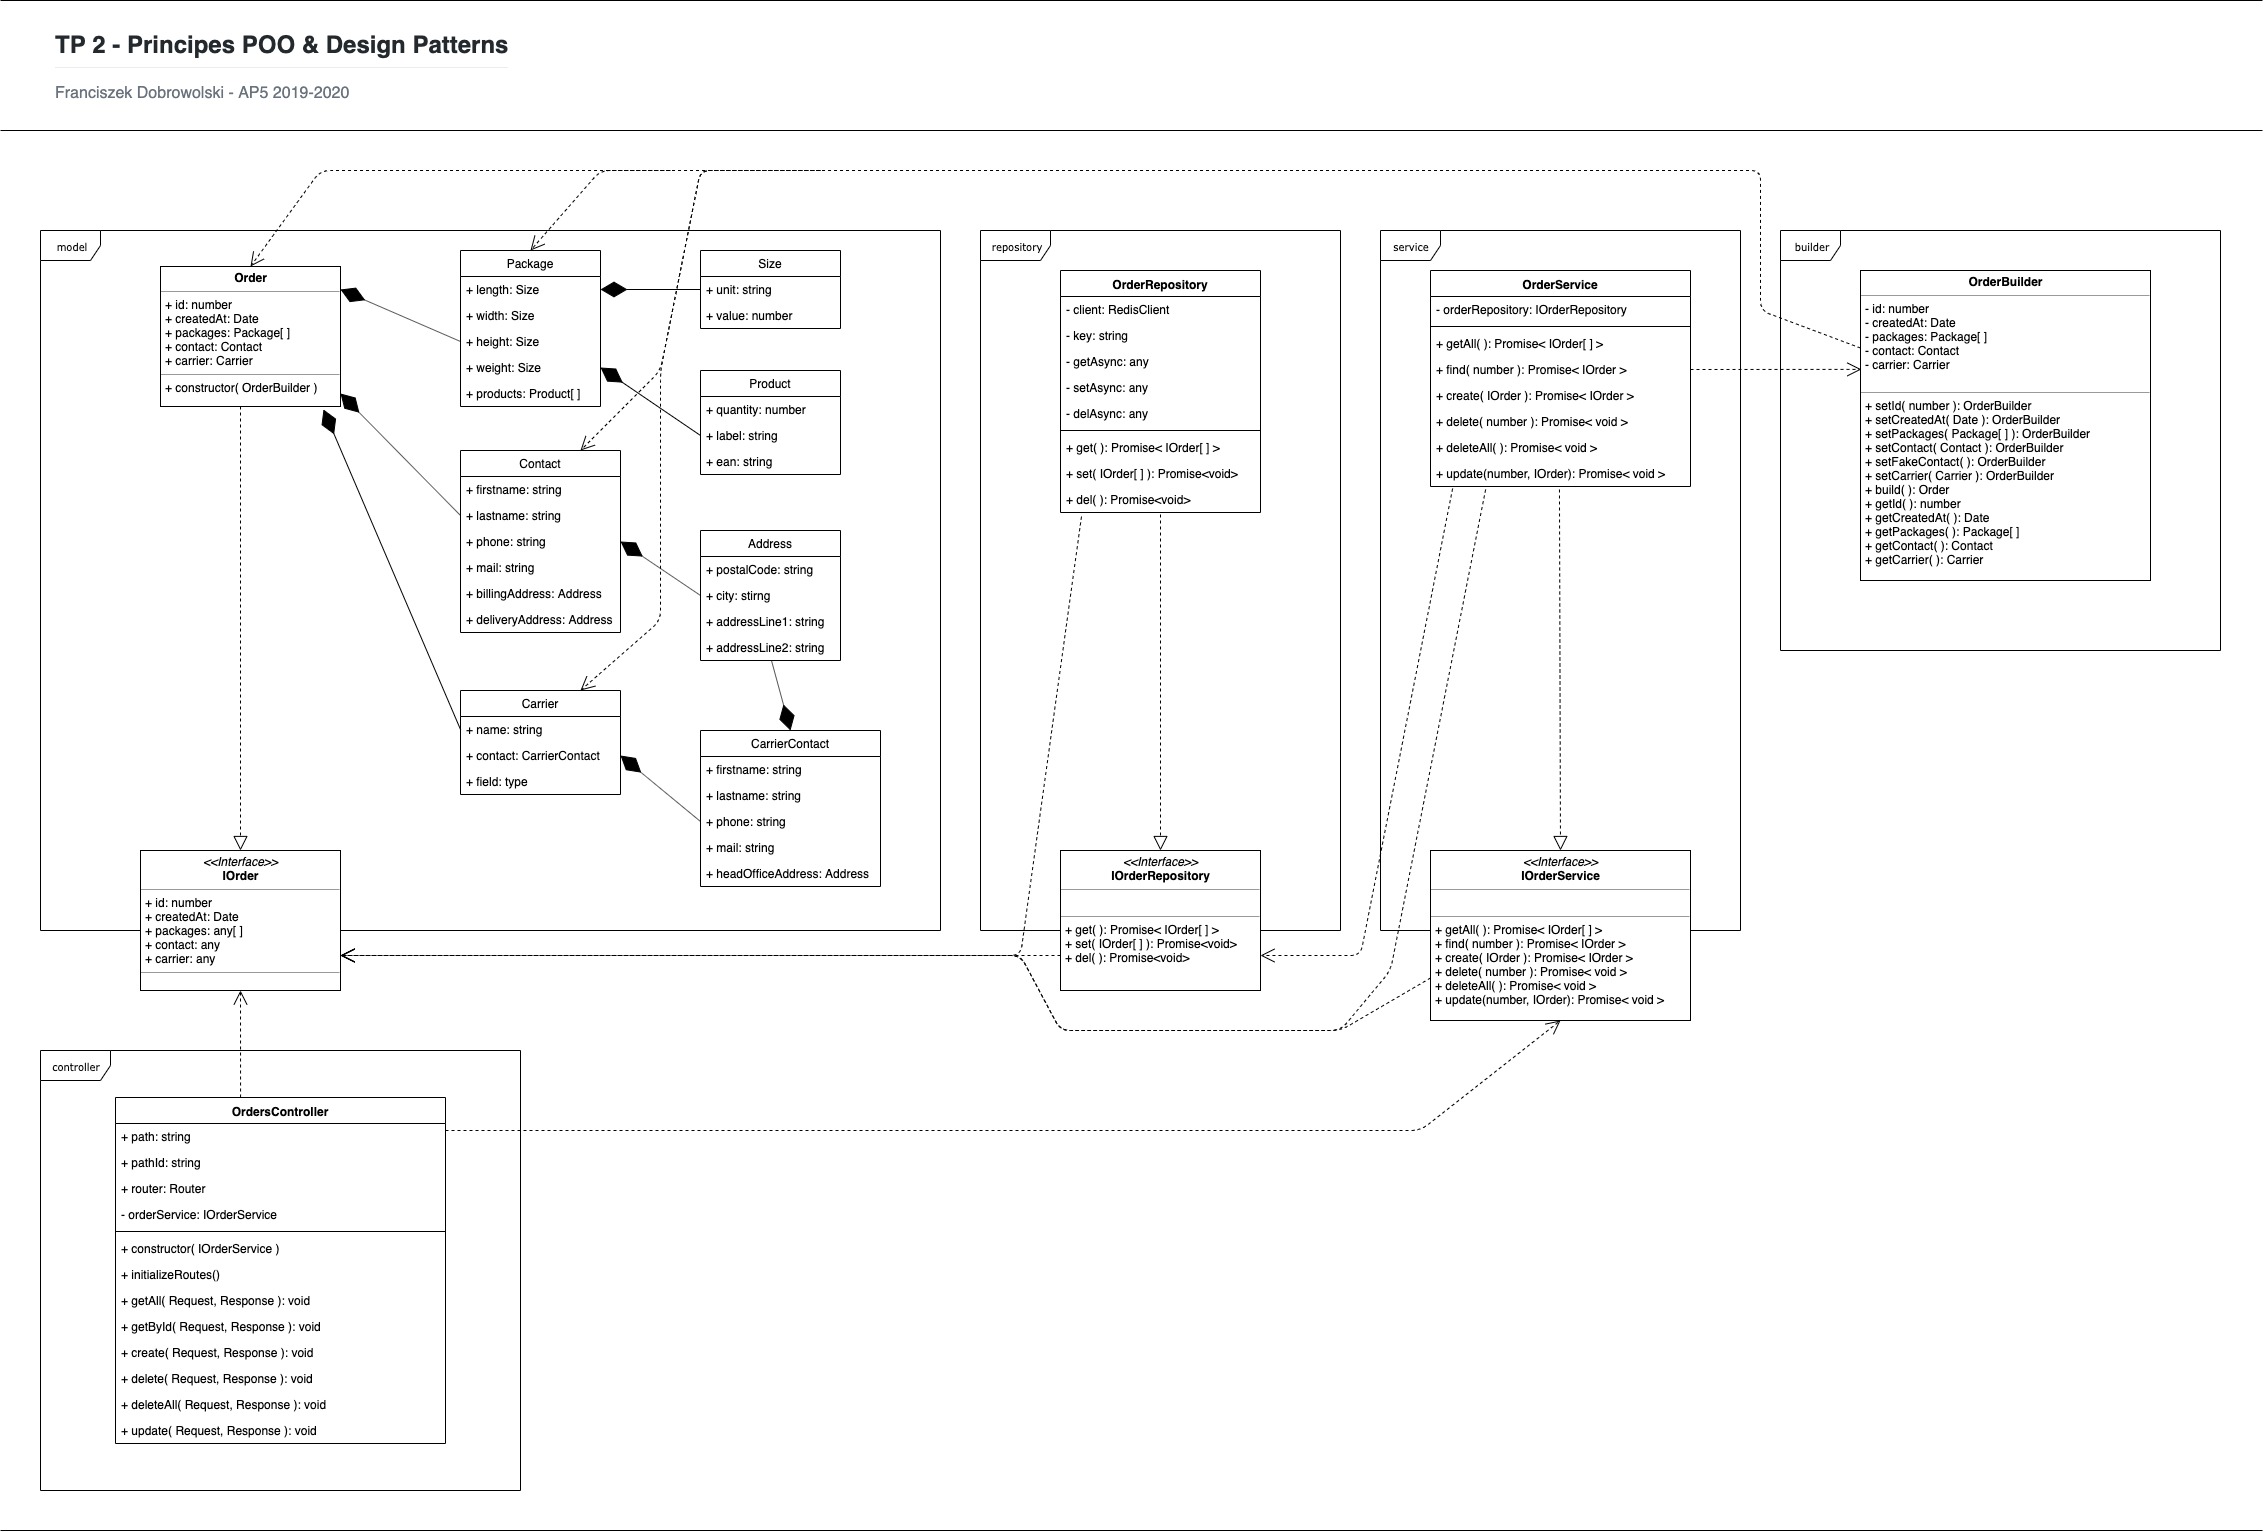 TP 2 - Principes POO & Design Patterns
Franciszek Dobrowolski - AP5 2019-2020
model
Order
+ id: number
+ createdAt: Date
+ packages: Package[ ]
+ contact: Contact
+ carrier: Carrier
+ constructor( OrderBuilder )
Package
+ length: Size
+ width: Size
+ height: Size
+ weight: Size
+ products: Product[ ]
Size
+ unit: string
+ value: number
Product
+ quantity: number
+ label: string
+ ean: string
Contact
+ firstname: string
+ lastname: string
+ phone: string
+ mail: string
+ billingAddress: Address
+ deliveryAddress: Address
Address
+ postalCode: string
+ city: stirng
+ addressLine1: string
+ addressLine2: string
Carrier
+ name: string
+ contact: CarrierContact
+ field: type
CarrierContact
+ firstname: string
+ lastname: string
+ phone: string
+ mail: string
+ headOfficeAddress: Address
<<Interface>>
IOrder
+ id: number
+ createdAt: Date
+ packages: any[ ]
+ contact: any
+ carrier: any
repository
OrderRepository
- client: RedisClient
- key: string
- getAsync: any
- setAsync: any
- delAsync: any
+ get( ): Promise< IOrder[ ] >
+ set( IOrder[ ] ): Promise<void>
+ del( ): Promise<void>
<<Interface>>
IOrderRepository
+ get( ): Promise< IOrder[ ] >
+ set( IOrder[ ] ): Promise<void>
+ del( ): Promise<void>
service
OrderService
- orderRepository: IOrderRepository
+ getAll( ): Promise< IOrder[ ] >
+ find( number ): Promise< IOrder >
+ create( IOrder ): Promise< IOrder >
+ delete( number ): Promise< void >
+ deleteAll( ): Promise< void >
+ update(number, IOrder): Promise< void >
<<Interface>>
IOrderService
+ getAll( ): Promise< IOrder[ ] >
+ find( number ): Promise< IOrder >
+ create( IOrder ): Promise< IOrder >
+ delete( number ): Promise< void >
+ deleteAll( ): Promise< void >
+ update(number, IOrder): Promise< void >
builder
OrderBuilder
- id: number
- createdAt: Date
- packages: Package[ ]
- contact: Contact
- carrier: Carrier
+ setId( number ): OrderBuilder
+ setCreatedAt( Date ): OrderBuilder
+ setPackages( Package[ ] ): OrderBuilder
+ setContact( Contact ): OrderBuilder
+ setFakeContact( ): OrderBuilder
+ setCarrier( Carrier ): OrderBuilder
+ build( ): Order
+ getId( ): number
+ getCreatedAt( ): Date
+ getPackages( ): Package[ ]
+ getContact( ): Contact
+ getCarrier( ): Carrier
controller
OrdersController
+ path: string
+ pathId: string
+ router: Router
- orderService: IOrderService
+ constructor( IOrderService )
+ initializeRoutes()
+ getAll( Request, Response ): void
+ getById( Request, Response ): void
+ create( Request, Response ): void
+ delete( Request, Response ): void
+ deleteAll( Request, Response ): void
+ update( Request, Response ): void